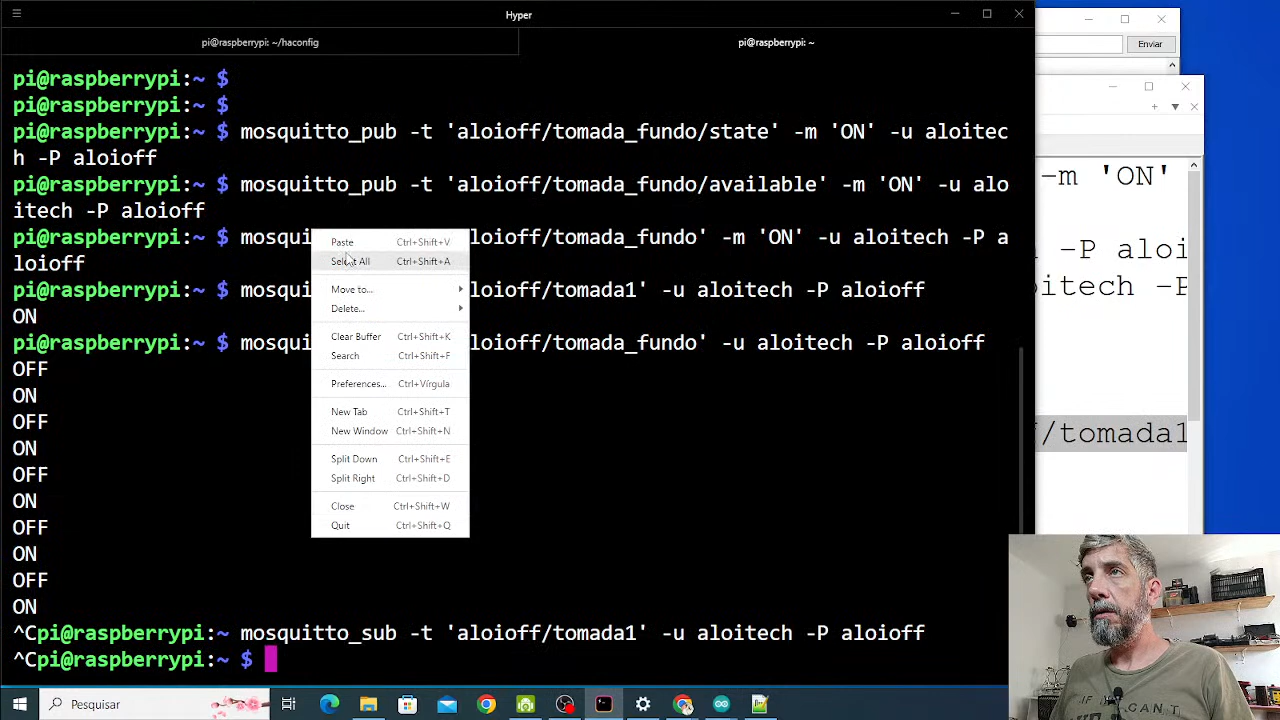 Hyper
pi@raspberrypi: ~/haconfig
pi@raspberrypi: ~
Enviar
pi@raspberrypi:~ $
pi@raspberrypi:~ $
pi@raspberrypi:~ $ mosquitto_pub -t 'aloioff/tomada_fundo/state' -m 'ON' -u aloitec
h -P aloioff
pi@raspberrypi:~ $ mosquitto_pub -t 'aloioff/tomada_fundo/available' -m 'ON' -u alo
itech -P aloioff
pi@raspberrypi:~ $ mosqui loioff/tomada_fundo' -m 'ON' -u aloitech -P a
loioff
pi@raspberrypi:~ $ mosqui loioff/tomada1' -u aloitech -P aloioff
ON
pi@raspberrypi:~ $ mosqui loioff/tomada_fundo' -u aloitech -P aloioff
OFF
ON
OFF
ON
OFF
ON
OFF
ON
OFF
ON
^Cpi@raspberrypi:~ mosquitto_sub -t 'aloioff/tomada1' -u aloitech -P aloioff
^Cpi@raspberrypi:~ $
Paste Ctrl+Shift+V
Select All Ctrl+Shift+A
Move to...
Delete...
Clear Buffer Ctrl+Shift+K
Search Ctrl+Shift+F
Preferences... Ctrl+Vírgula
New Tab Ctrl+Shift+T
New Window Ctrl+Shift+N
Split Down Ctrl+Shift+E
Split Right Ctrl+Shift+D
Close Ctrl+Shift+W
Quit Ctrl+Shift+Q
-m 'ON'
-P aloi
oitech -P
/tomada1
Pesquisar